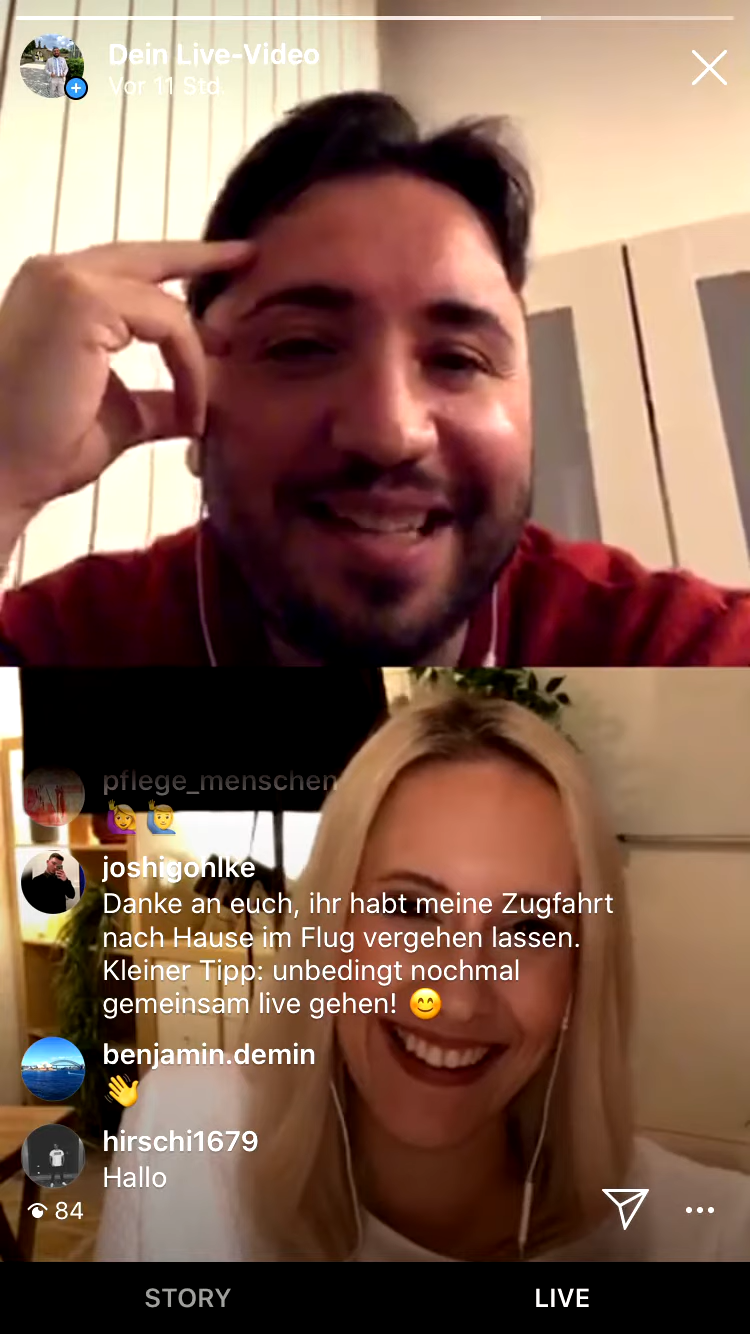 Dein Live-Video
Vor 11 Std.
pflege_menschen
🙋‍♀️🙋‍♂️
joshigohlke
Danke an euch, ihr habt meine Zugfahrt
nach Hause im Flug vergehen lassen.
Kleiner Tipp: unbedingt nochmal
gemeinsam live gehen! 😊
benjamin.demin
👋
hirschi1679
Hallo
84
STORY
LIVE